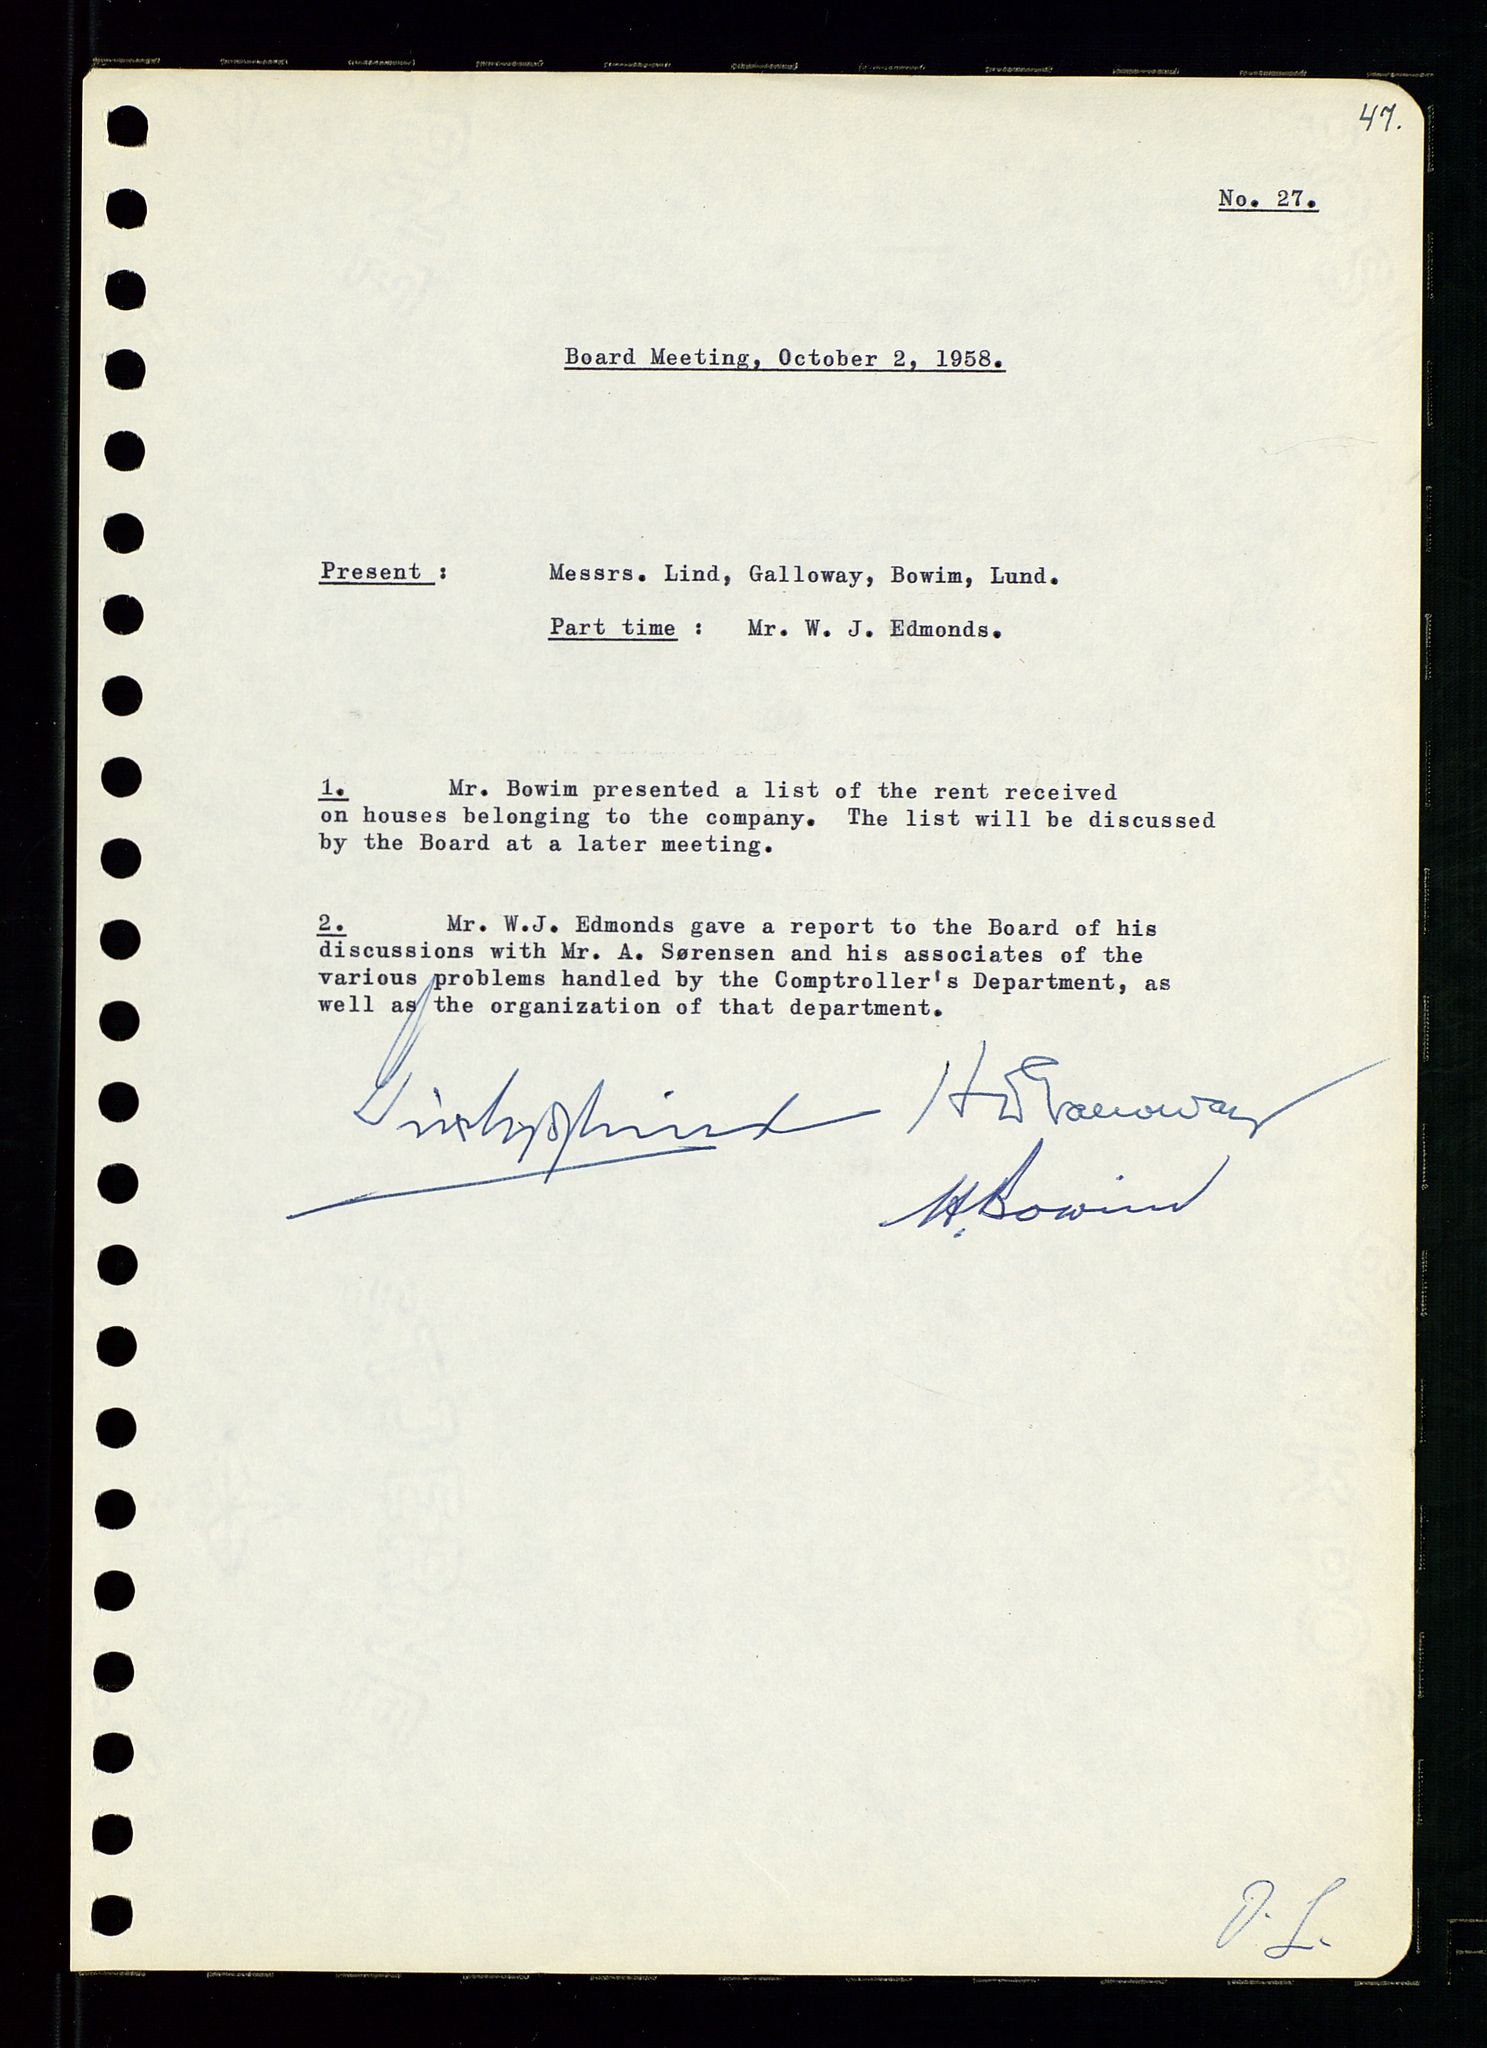 47.
No. 27.
Board Meeting, October 2, 1958.
Present : Messrs. Lind, Galloway, Bowim, Lund.
Part time : Mr. W. J. Edmonds.
1. Mr. Bowim presented a list of the rent received
on houses belonging to the company. The list will be discussed
by the Board at a later meeting.
2. Mr. W.J. Edmonds gave a report to the Board of his
discussions with Mr. A. Sørensen and his associates of the
various problems handled by the Comptroller's Department, as
well as the organization of that department.
H Galloway
H. Bowim
O. L.